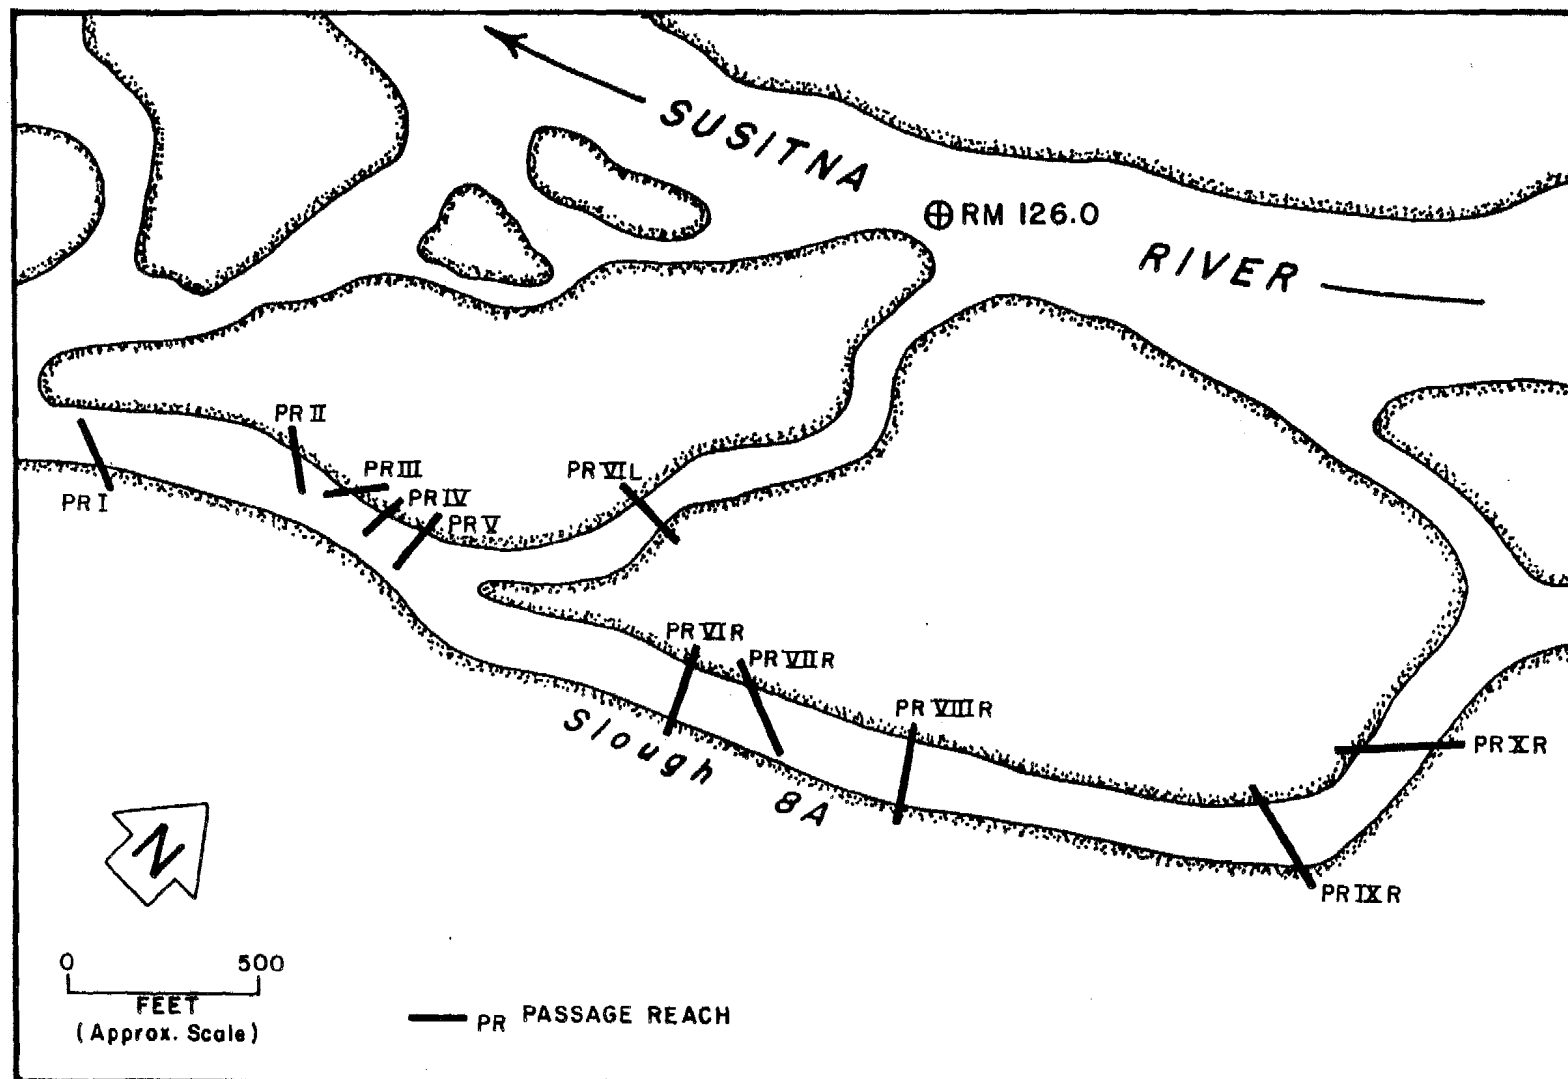 SUSITNA
RM 126.0
RIVER
PR II
PR III
PR VI L
PR IV
PR I
PR V
PR VI R
PR VII R
PR VIII R
Slough 8A
PR X R
PR IX R
N
0 500
FEET
(Approx. Scale)
PR PASSAGE REACH